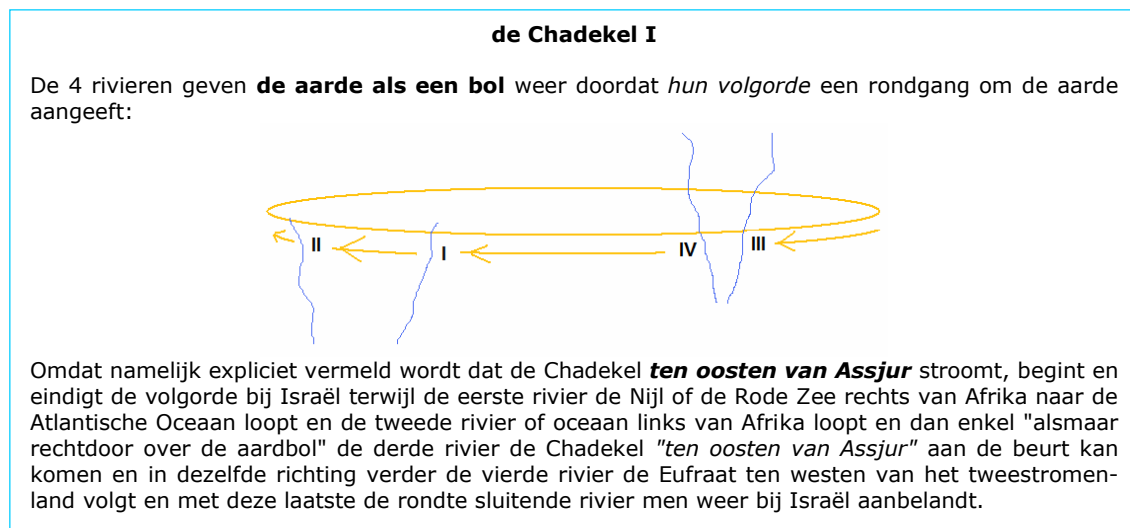 de Chadekel I
De 4 rivieren geven de aarde als een bol weer doordat hun volgorde een rondgang om de aarde
aangeeft:
II I IV III
Omdat namelijk expliciet vermeld wordt dat de Chadekel ten oosten van Assjur stroomt, begint en
eindigt de volgorde bij Israël terwijl de eerste rivier de Nijl of de Rode Zee rechts van Afrika naar de
Atlantische Oceaan loopt en de tweede rivier of oceaan links van Afrika loopt en dan enkel "alsmaar
rechtdoor over de aardbol" de derde rivier de Chadekel "ten oosten van Assjur" aan de beurt kan
komen en in dezelfde richting verder de vierde rivier de Eufraat ten westen van het tweestromen-
land volgt en met deze laatste de rondte sluitende rivier men weer bij Israël aanbelandt.